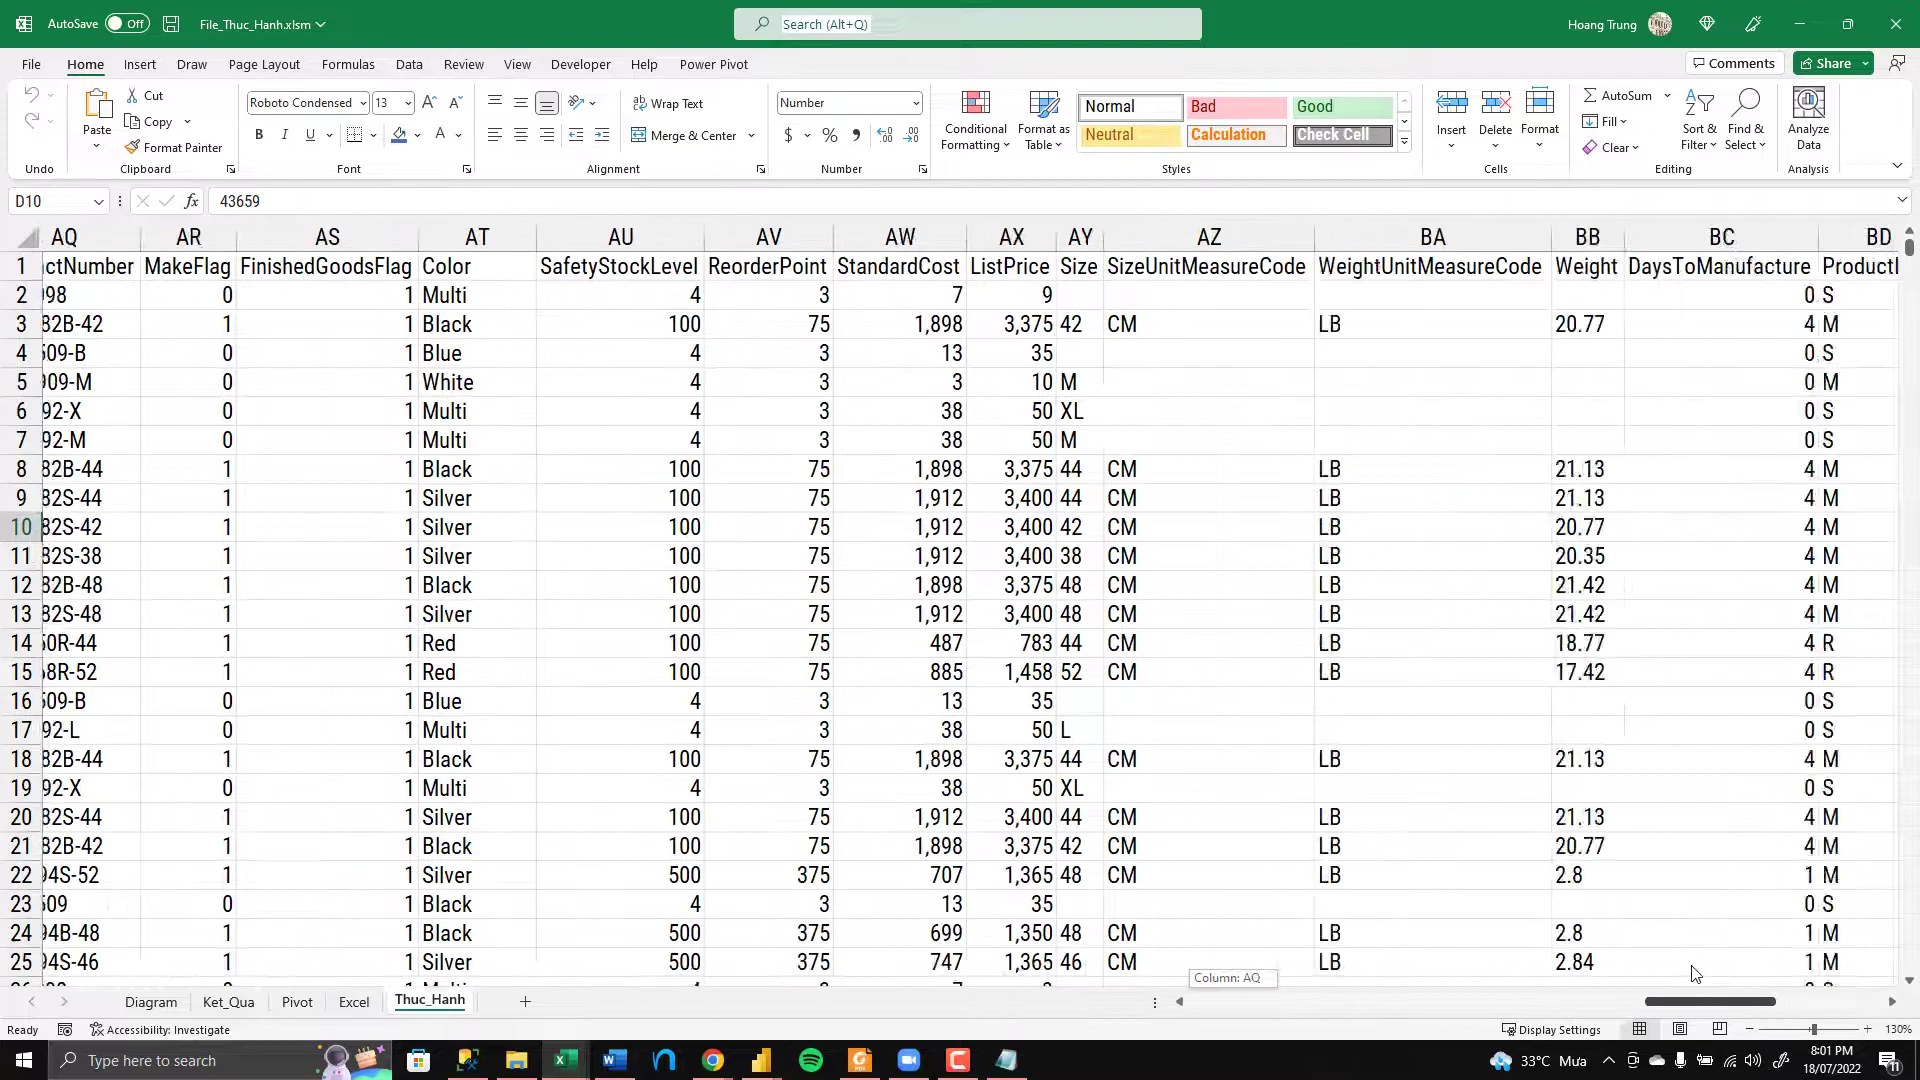 AutoSave Off File_Thuc_Hanh.xlsm Search (Alt+Q) Hoang Trung
File Home Insert Draw Page Layout Formulas Data Review View Developer Help Power Pivot Comments Share
Cut Roboto Condensed 13 Wrap Text Number Normal Bad Good AutoSum
Paste Copy B I U A Merge & Center $ % Conditional Formatting Format as Table Neutral Calculation Check Cell Insert Delete Format Fill Sort & Filter Find & Select Analyze Data
Format Painter Clear
Undo Clipboard Font Alignment Number Styles Cells Editing Analysis
D10 fx 43659
AQ AR AS AT AU AV AW AX AY AZ BA BB BC BD
1 ctNumber MakeFlag FinishedGoodsFlag Color SafetyStockLevel ReorderPoint StandardCost ListPrice Size SizeUnitMeasureCode WeightUnitMeasureCode Weight DaysToManufacture
2 98 0 1 Multi 4 3 7 9 0 S
3 82B-42 1 1 Black 100 75 1,898 3,375 42 CM LB 20.77 4 M
4 509-B 0 1 Blue 4 3 13 35 0 S
5 909-M 0 1 White 4 3 3 10 M 0 M
6 92-X 0 1 Multi 4 3 38 50 XL 0 S
7 92-M 0 1 Multi 4 3 38 50 M 0 S
8 82B-44 1 1 Black 100 75 1,898 3,375 44 CM LB 21.13 4 M
9 82S-44 1 1 Silver 100 75 1,912 3,400 44 CM LB 21.13 4 M
10 82S-42 1 1 Silver 100 75 1,912 3,400 42 CM LB 20.77 4 M
11 82S-38 1 1 Silver 100 75 1,912 3,400 38 CM LB 20.35 4 M
12 82B-48 1 1 Black 100 75 1,898 3,375 48 CM LB 21.42 4 M
13 82S-48 1 1 Silver 100 75 1,912 3,400 48 CM LB 21.42 4 M
14 50R-44 1 1 Red 100 75 487 783 44 CM LB 18.77 4 R
15 68R-52 1 1 Red 100 75 885 1,458 52 CM LB 17.42 4 R
16 509-B 0 1 Blue 4 3 13 35 0 S
17 92-L 0 1 Multi 4 3 38 50 L 0 S
18 82B-44 1 1 Black 100 75 1,898 3,375 44 CM LB 21.13 4 M
19 92-X 0 1 Multi 4 3 38 50 XL 0 S
20 82S-44 1 1 Silver 100 75 1,912 3,400 44 CM LB 21.13 4 M
21 82B-42 1 1 Black 100 75 1,898 3,375 42 CM LB 20.77 4 M
22 94S-52 1 1 Silver 500 375 707 1,365 48 CM LB 2.8 1 M
23 509 0 1 Black 4 3 13 35 0 S
24 94B-48 1 1 Black 500 375 699 1,350 48 CM LB 2.8 1 M
25 94S-46 1 1 Silver 500 375 747 1,365 46 CM LB 2.84 1 M
Column: AQ
Diagram Ket_Qua Pivot Excel Thuc_Hanh
Ready Accessibility: Investigate Display Settings 130%
Type here to search 33°C Mưa 8:01 PM
18/07/2022 11